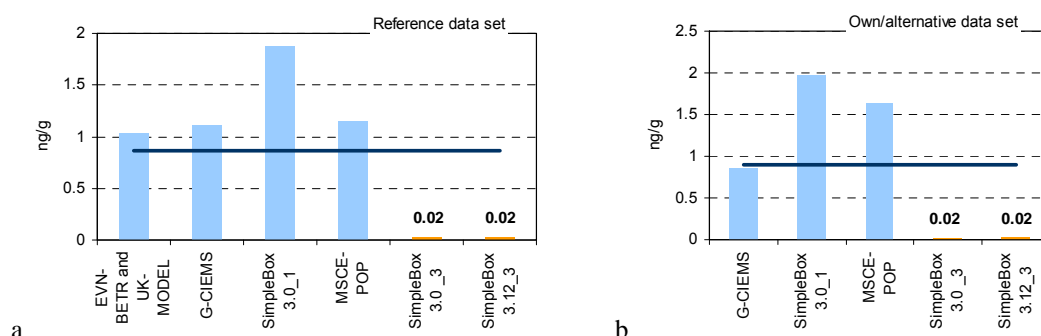 Reference data set
2
1.5
1
0.5
0
ng/g
0.02
0.02
EVN-
BETR and
UK-
MODEL
G-CIEMS
SimpleBox
3.0_1
MSCE-
POP
SimpleBox
3.0_3
SimpleBox
3.12_3
a
Own/alternative data set
2.5
2
1.5
1
0.5
0
ng/g
0.02
0.02
G-CIEMS
SimpleBox
3.0_1
MSCE-
POP
SimpleBox
3.0_3
SimpleBox
3.12_3
b